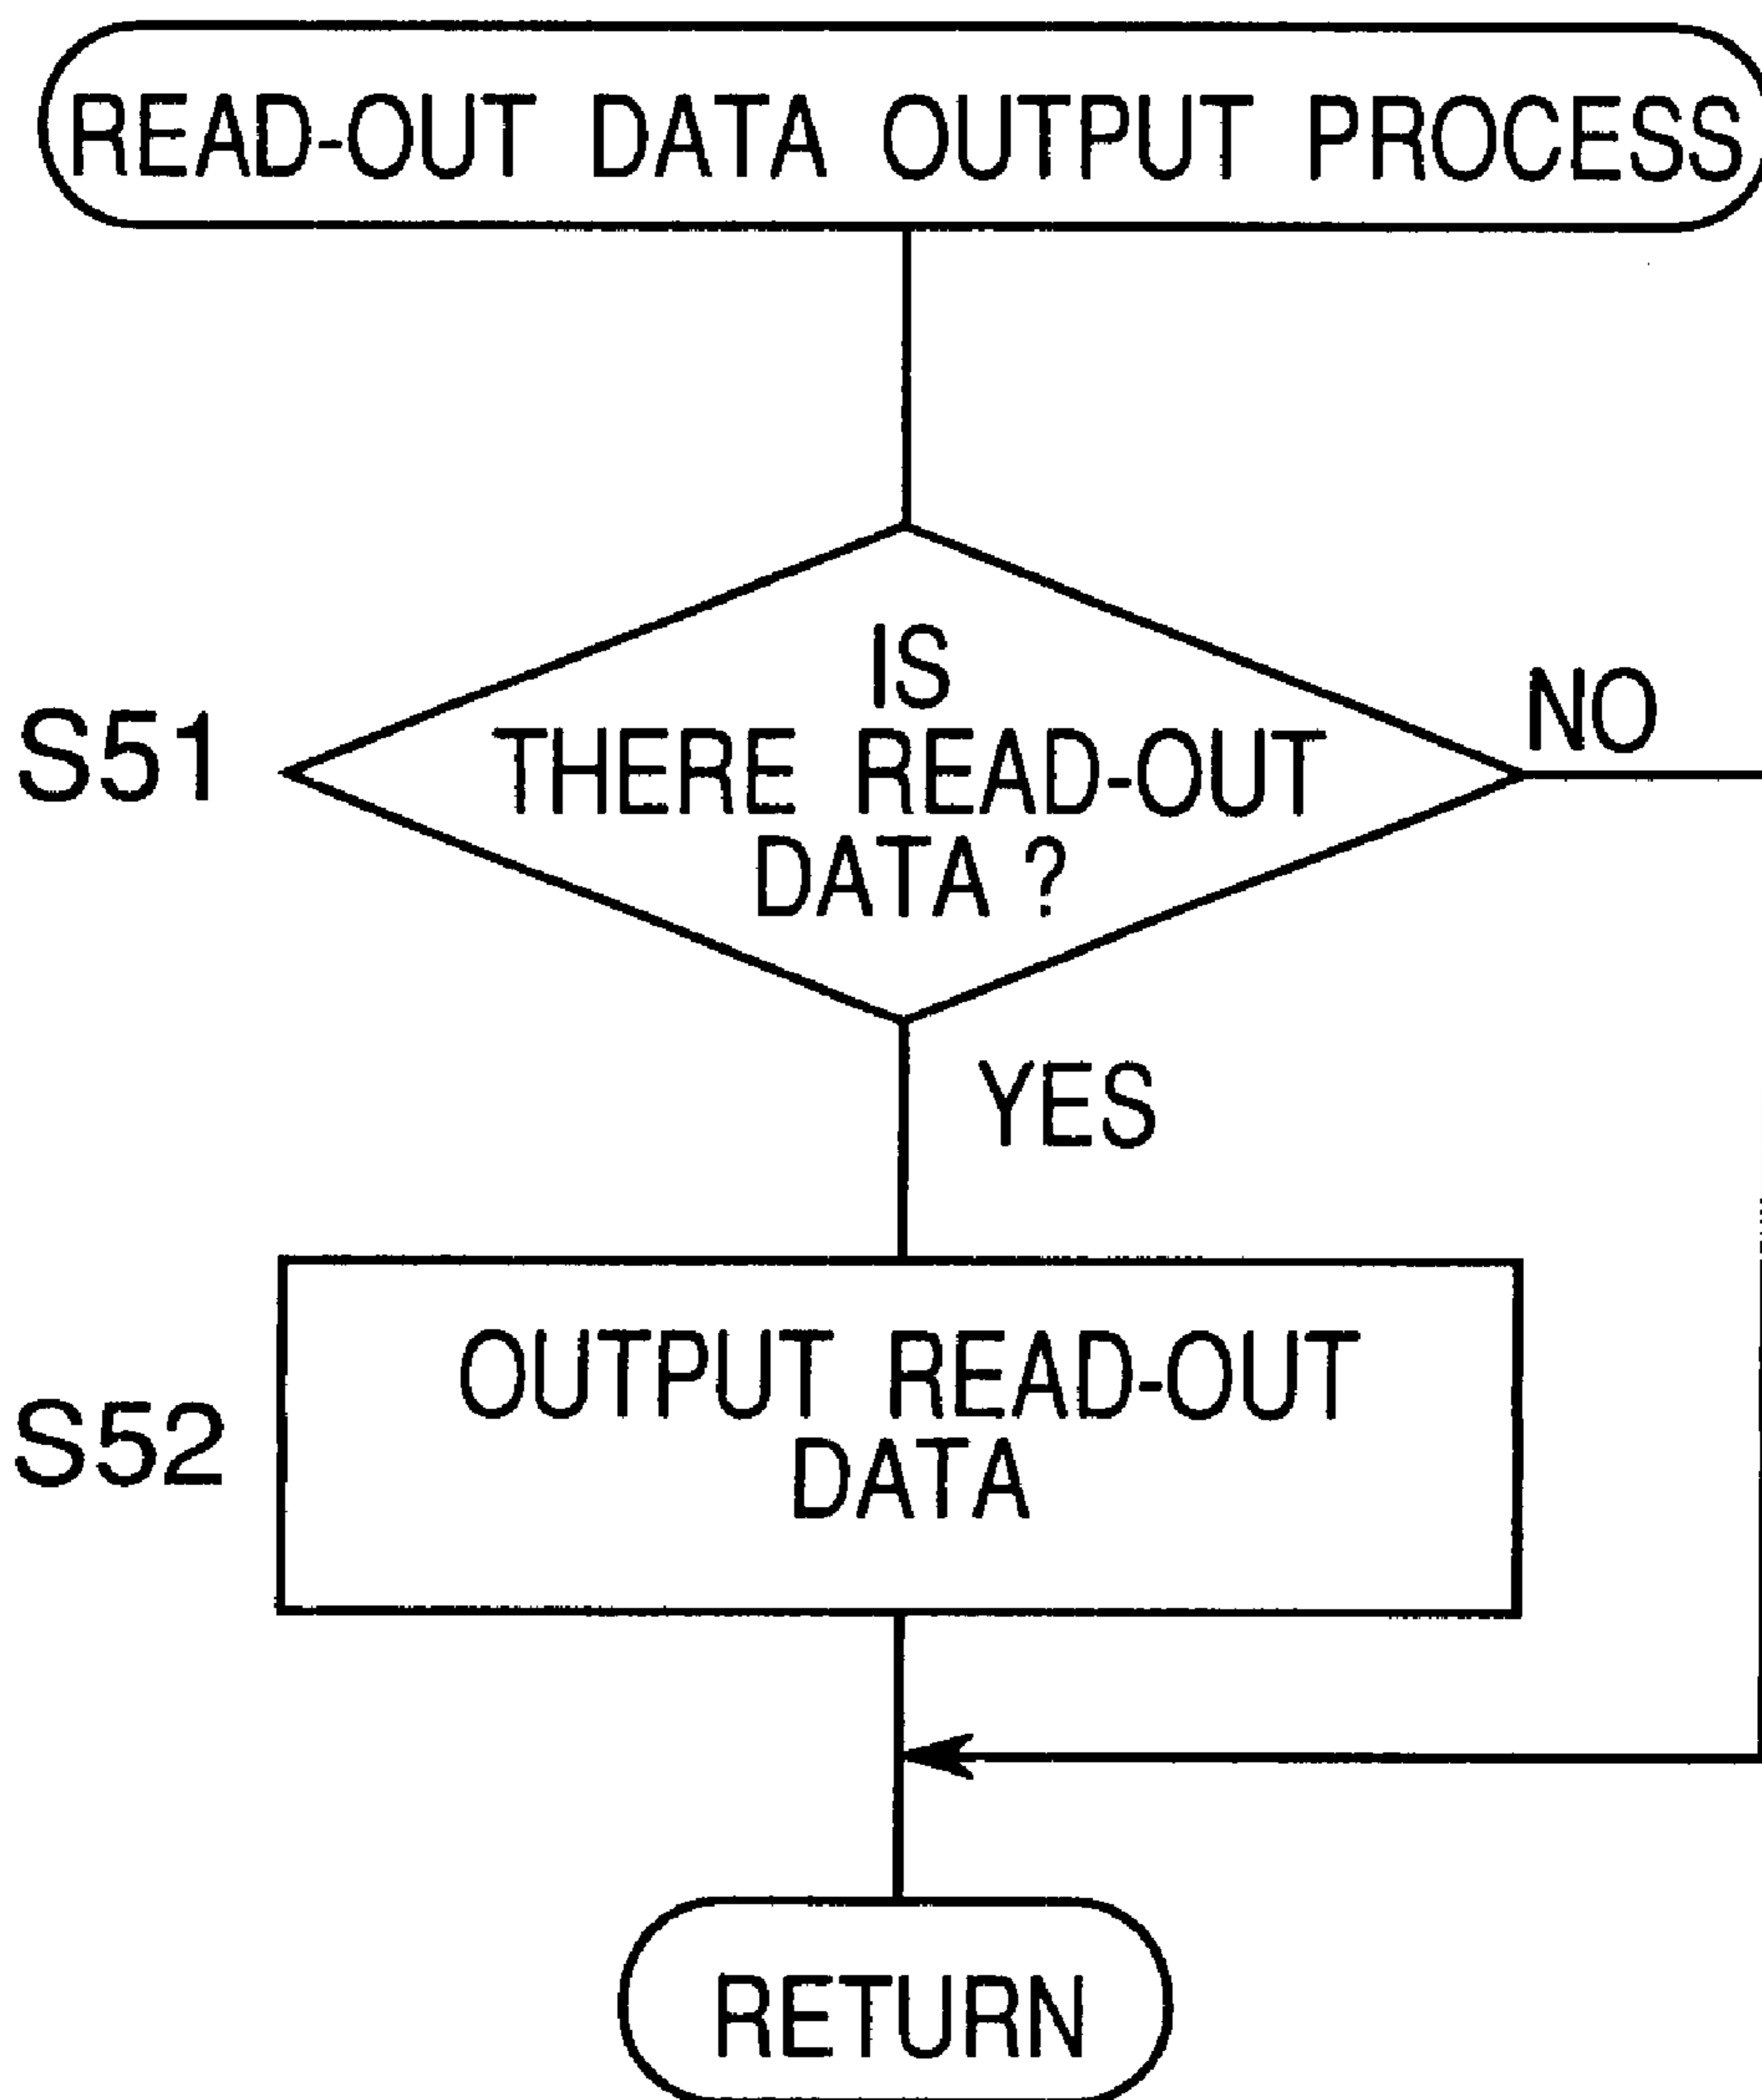 READ-OUT DATA OUTPUT PROCESS
IS
S51
THERE READ-OUT
NO
DATA ?
YES
OUTPUT READ-OUT
S52
DATA
RETURN